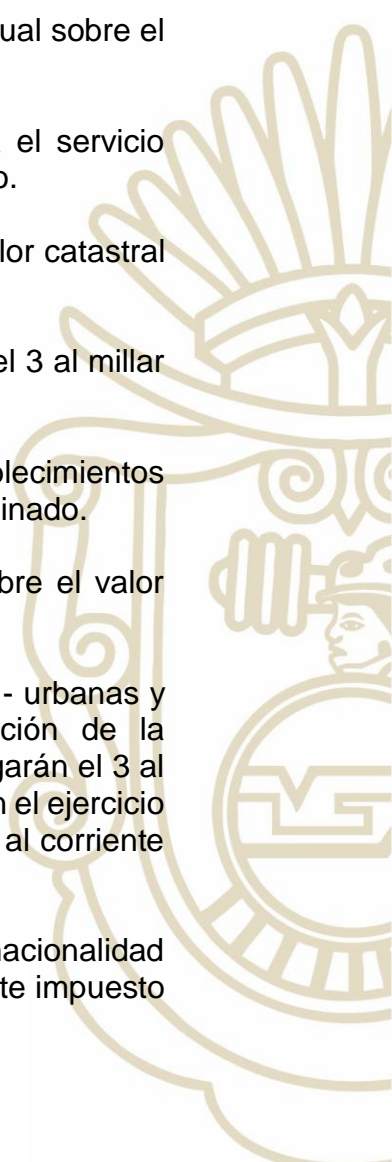 ual sobre el
el servicio
o.
lor catastral
el 3 al millar
olecimientos
inado.
bre el valor
- urbanas y
ción de la
garán el 3 al
n el ejercicio
al corriente
nacionalidad
te impuesto